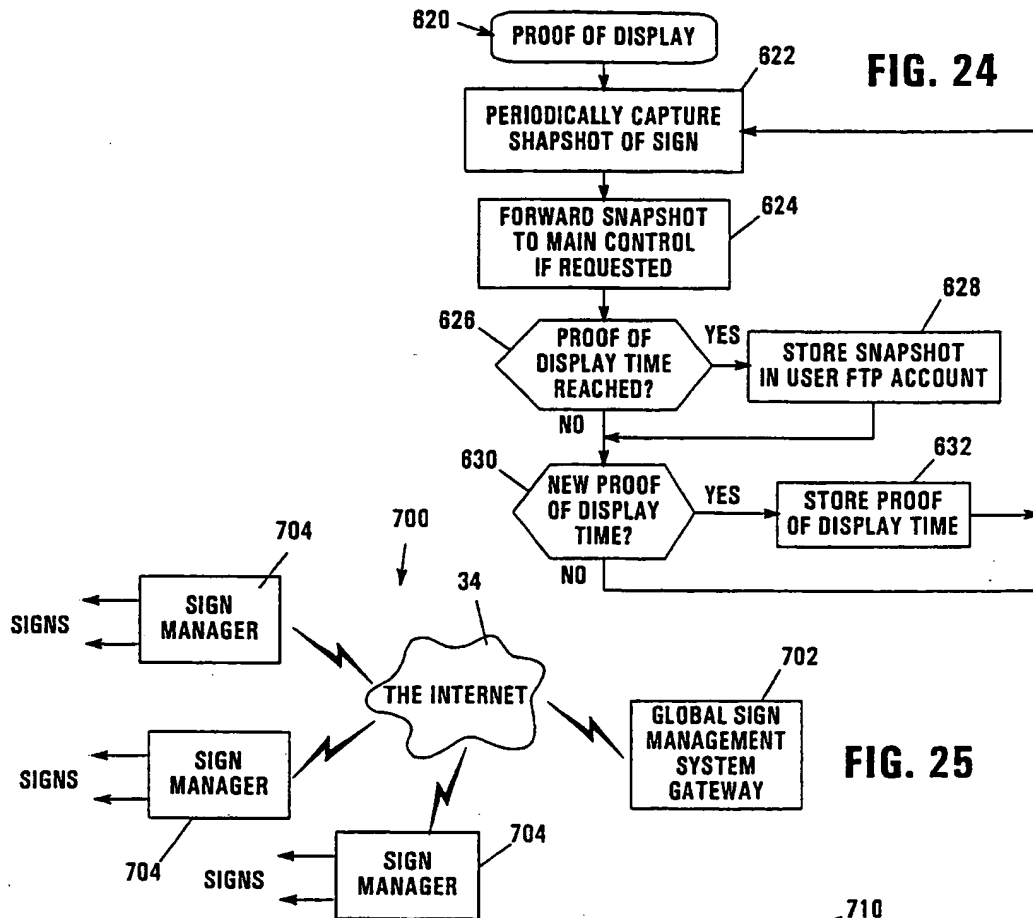 620
PROOF OF DISPLAY
622
FIG. 24
PERIODICALLY CAPTURE
SHAPSHOT OF SIGN
624
FORWARD SNAPSHOT
TO MAIN CONTROL
IF REQUESTED
626
PROOF OF
DISPLAY TIME
REACHED?
YES
628
STORE SNAPSHOT
IN USER FTP ACCOUNT
NO
630
NEW PROOF
OF DISPLAY
TIME?
YES
632
STORE PROOF
OF DISPLAY TIME
NO
700
704
SIGNS
SIGN
MANAGER
34
THE INTERNET
702
GLOBAL SIGN
MANAGEMENT
SYSTEM
GATEWAY
FIG. 25
SIGNS
SIGN
MANAGER
704
SIGNS
SIGN
MANAGER
704
710